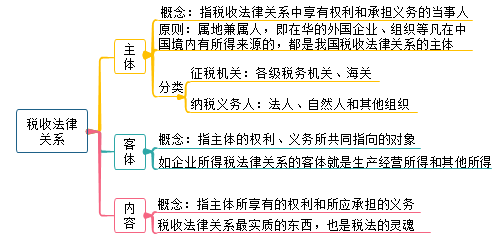 税收法律
关系
主
体
概念：指税收法律关系中享有权利和承担义务的当事人
原则：属地兼属人，即在华的外国企业、组织等凡在中
国境内有所得来源的，都是我国税收法律关系的主体
分类
征税机关：各级税务机关、海关
纳税义务人：法人、自然人和其他组织
客
体
概念：指主体的权利、义务所共同指向的对象
如企业所得税法律关系的客体就是生产经营所得和其他所得
内
容
概念：指主体所享有的权利和所应承担的义务
税收法律关系最实质的东西，也是税法的灵魂